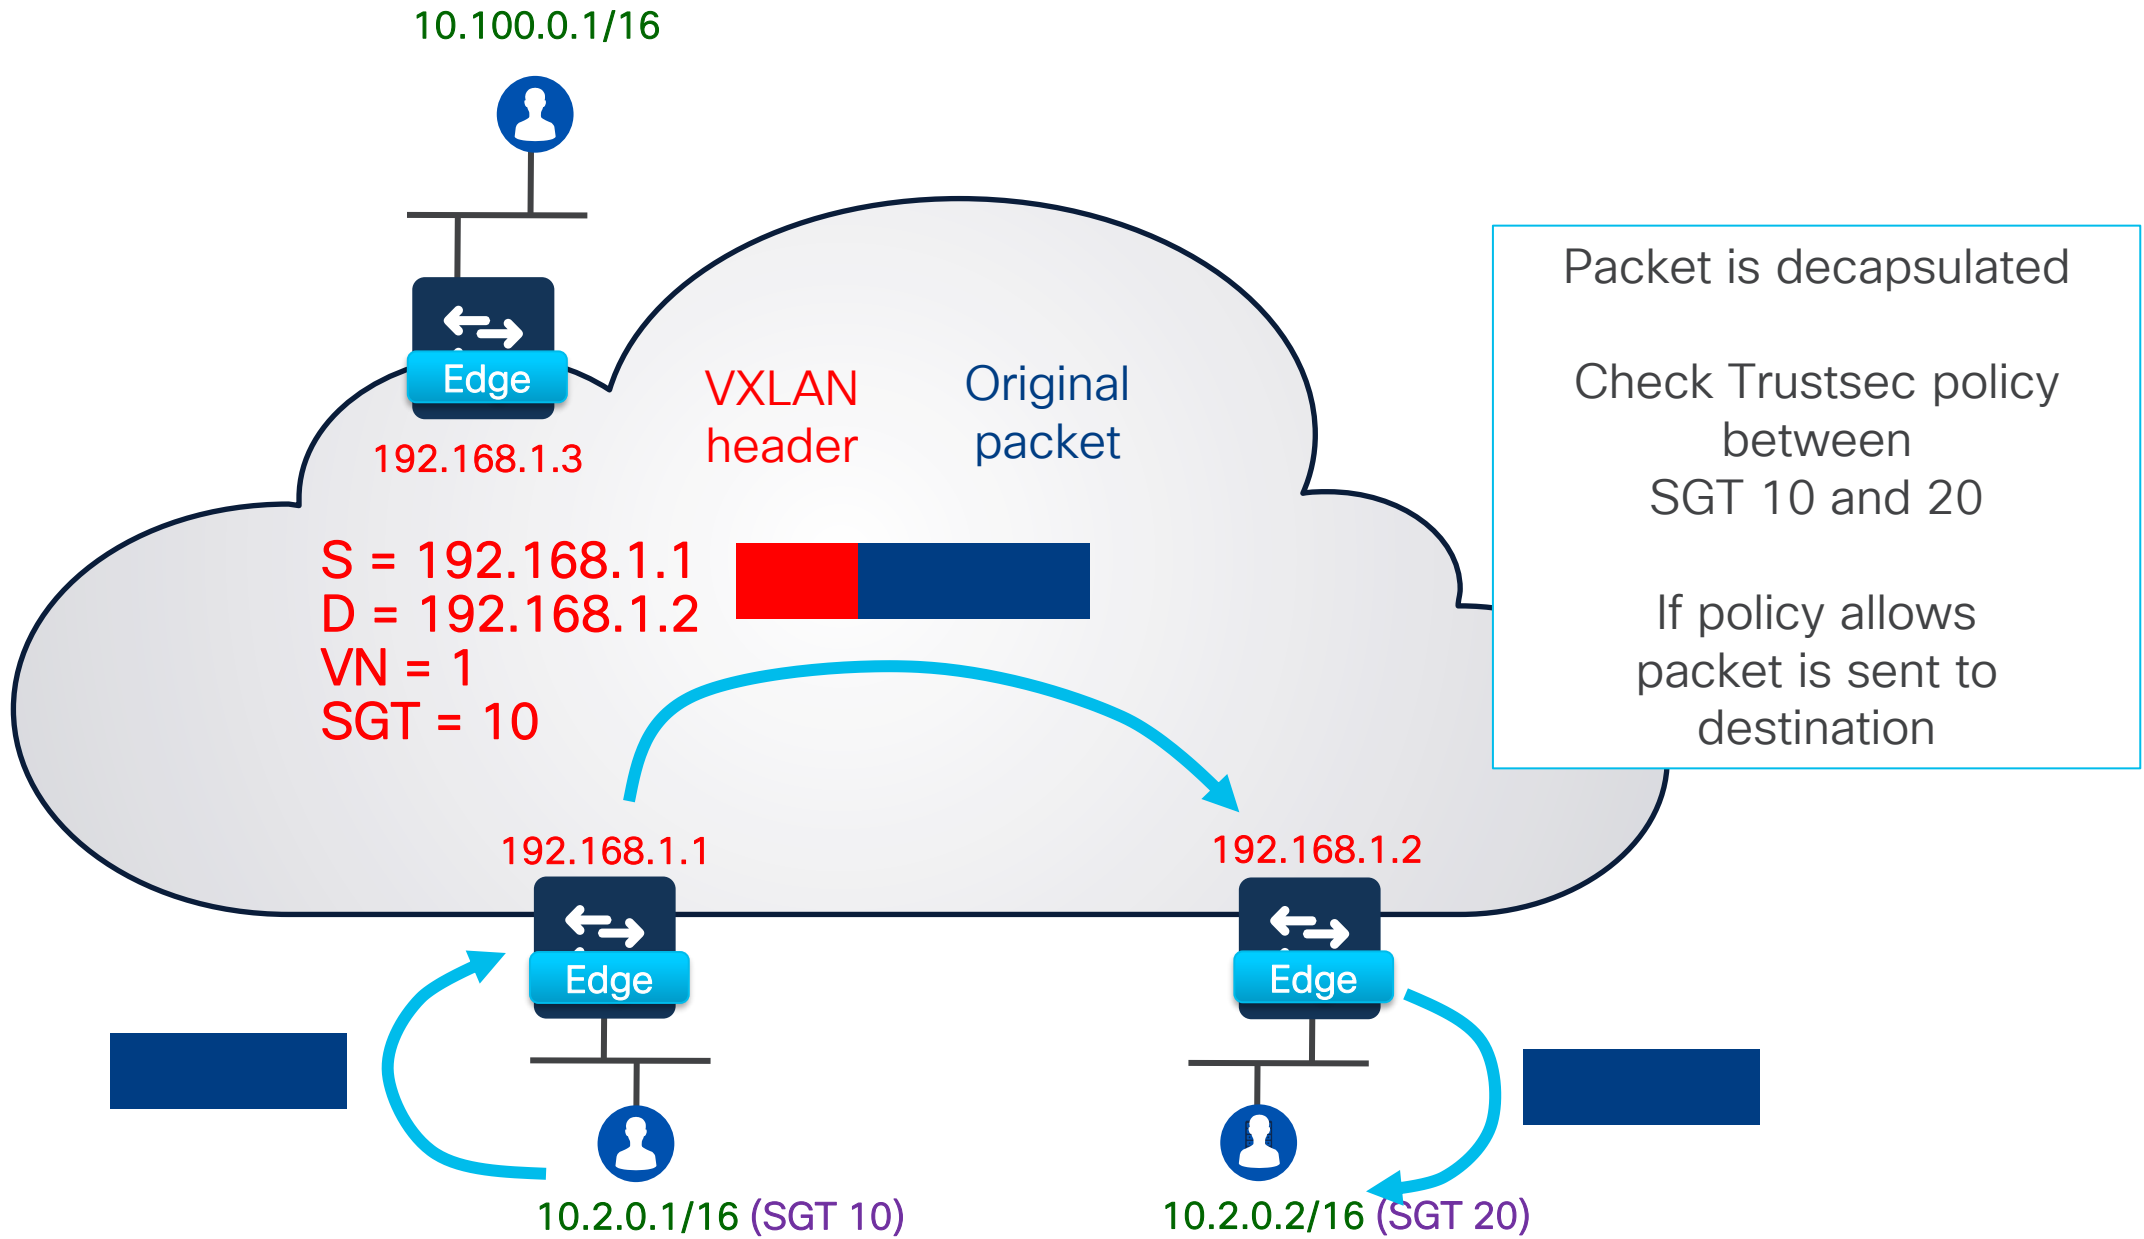 10.100.0.1/16
Edge
192.168.1.3
VXLAN
header
Original
packet
S = 192.168.1.1
D = 192.168.1.2
VN = 1
SGT = 10
Packet is decapsulated
Check Trustsec policy
between
SGT 10 and 20
If policy allows
packet is sent to
destination
192.168.1.1
192.168.1.2
Edge
Edge
10.2.0.1/16 (SGT 10)
10.2.0.2/16 (SGT 20)